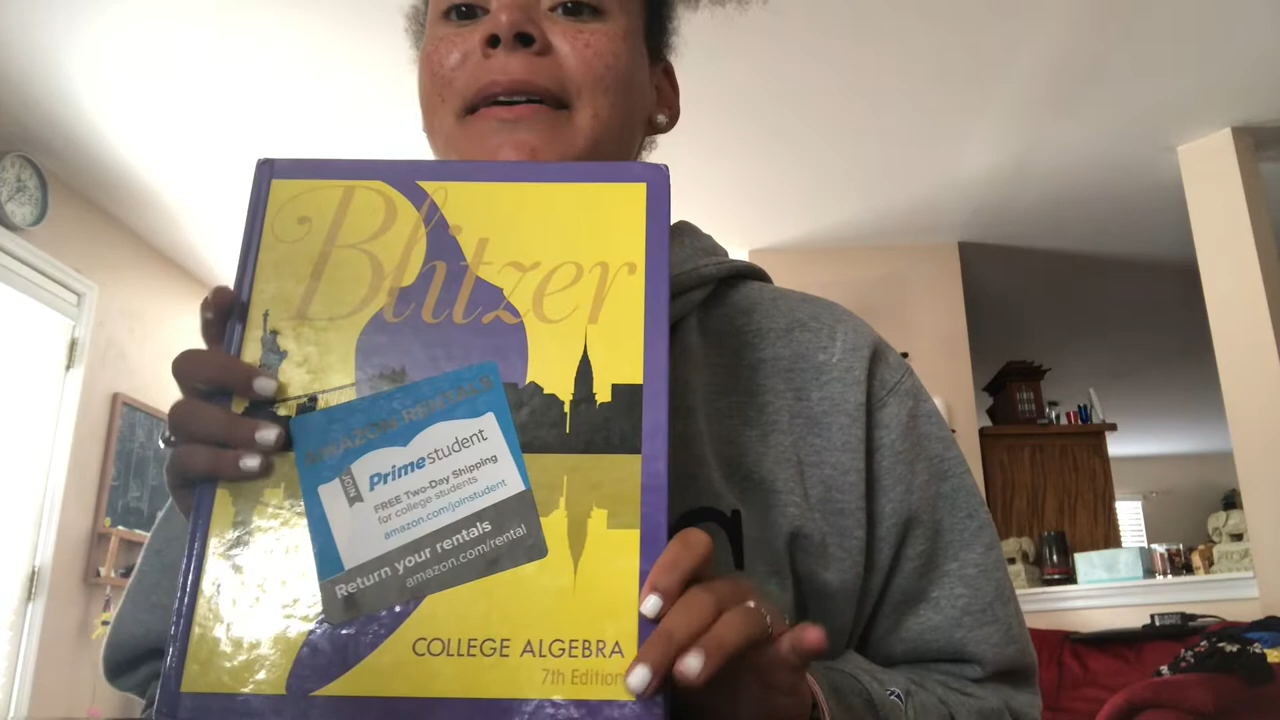 Blitzer
AMAZON RENTALS
JOIN
Prime student
FREE Two-Day Shipping
for college students
amazon.com/joinstudent
Return your rentals
amazon.com/rental
COLLEGE ALGEBRA
7th Edition